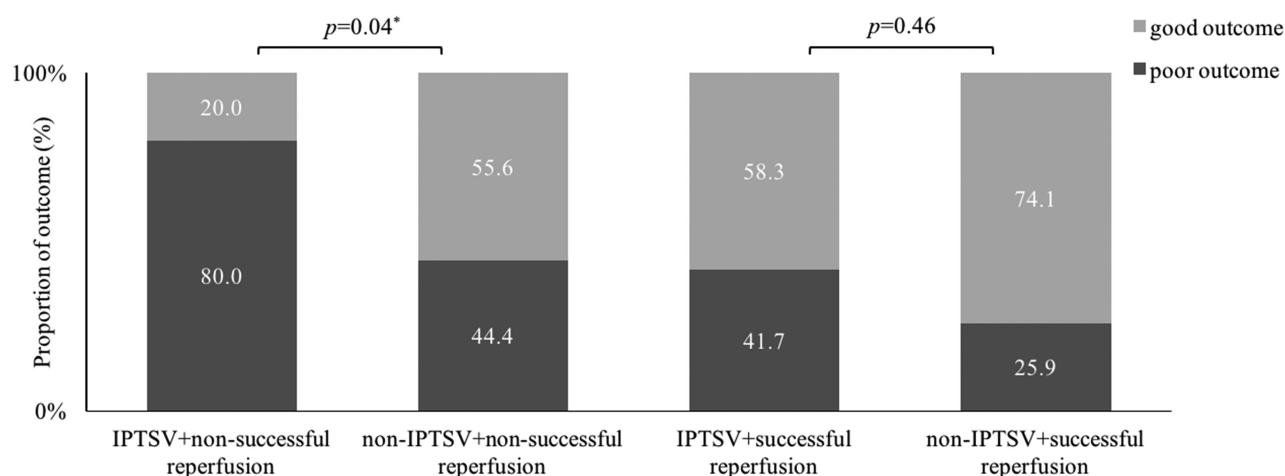 p=0.04*
p=0.46
good outcome
poor outcome
100%
0%
Proportion of outcome (%)
20.0
80.0
55.6
44.4
58.3
41.7
74.1
25.9
IPTSV+non-successful
reperfusion
non-IPTSV+non-successful
reperfusion
IPTSV+successful
reperfusion
non-IPTSV+successful
reperfusion